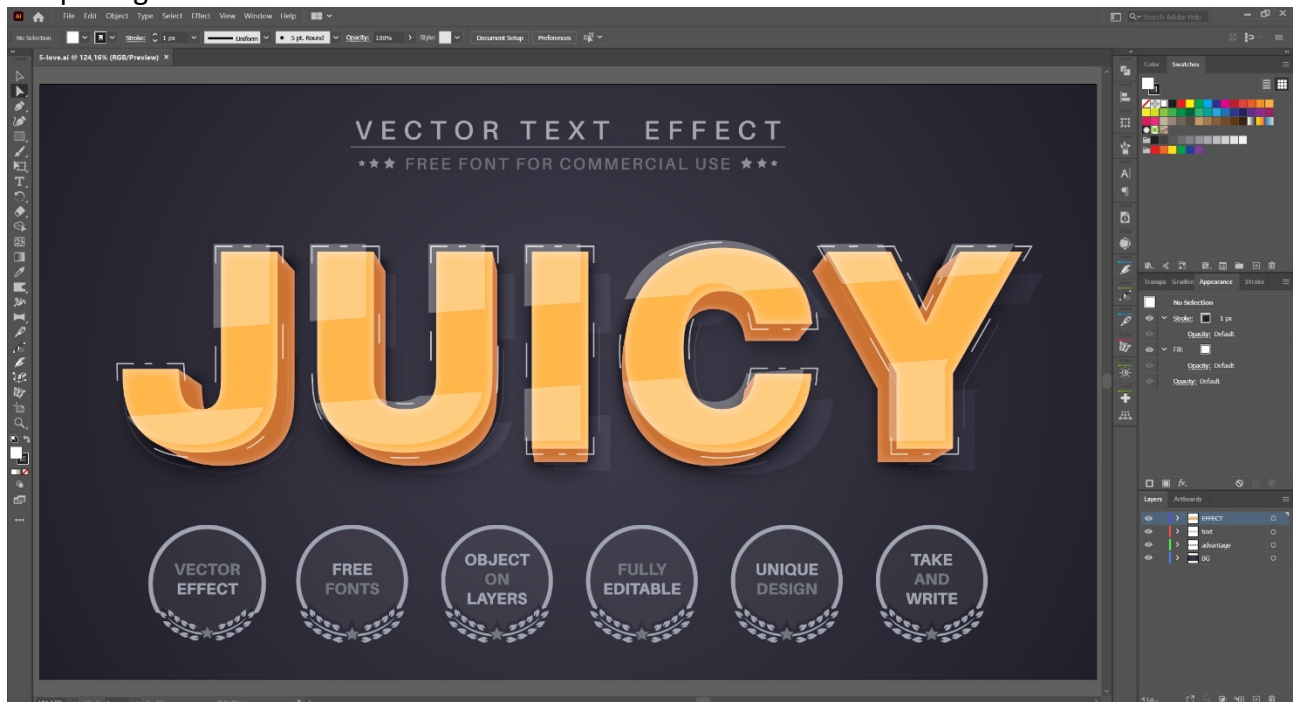 File Edit Object Type Select Effect View Window Help
Search Adobe Help
No Selection Stroke: 1 px Uniform 5 pt. Round Opacity: 100% Style: Document Setup Preferences
5-love.ai @ 124,16% (RGB/Preview) ×
VECTOR TEXT EFFECT
★★★ FREE FONT FOR COMMERCIAL USE ★★★
JUICY
VECTOR
EFFECT
FREE
FONTS
OBJECT
ON
LAYERS
FULLY
EDITABLE
UNIQUE
DESIGN
TAKE
AND
WRITE
Color Swatches
Transpa Gradien Appearance Stroke
No Selection
Stroke: 1 px
Opacity: Default
Fill:
Opacity: Default
Opacity: Default
Layers Artboards
EFFECT
text
advantage
BG